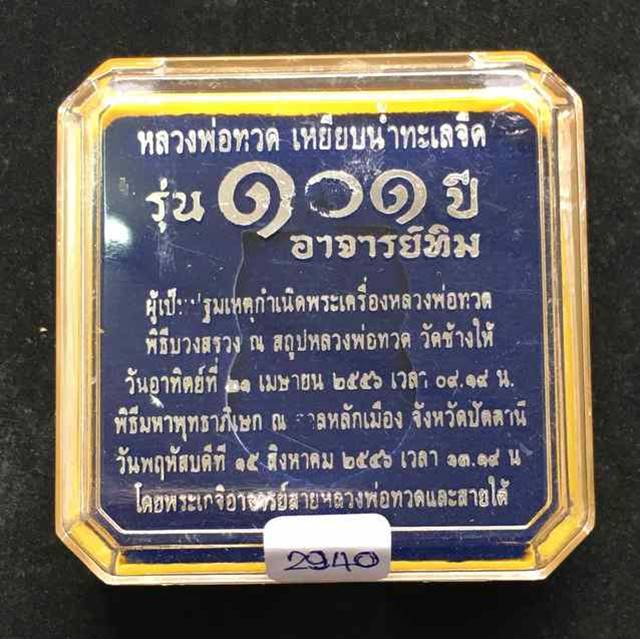 หลวงพ่อทวด เหยียบน้ำทะเลจืด
รุ่น ๑๐๑ ปี
อาจารย์ทิม
ผู้เป็นปฐมเหตุกำเนิดพระเครื่องหลวงพ่อทวด
พิธีบวงสรวง ณ สถูปหลวงพ่อทวด วัดช้างให้
วันอาทิตย์ที่ ๒๑ เมษายน ๒๕๕๖ เวลา ๐๙.๑๙ น.
พิธีมหาพุทธาภิเษก ณ ศาลหลักเมือง จังหวัดปัตตานี
วันพฤหัสบดีที่ ๑๕ สิงหาคม ๒๕๕๖ เวลา ๑๓.๑๙ น
โดยพระเกจิอาจารย์สายหลวงพ่อทวดและสายใต้
2940